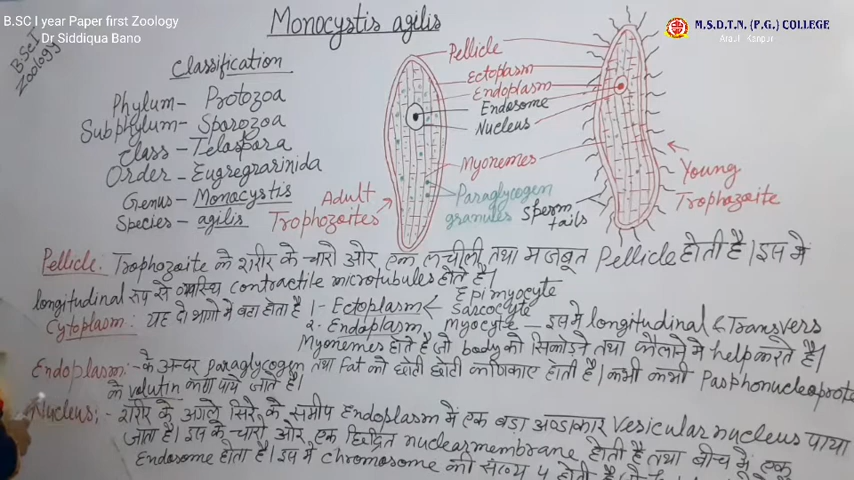 B.SC I year Paper first Zoology
Dr Siddiqua Bano
M.S.D.T.N. (P.G.) COLLEGE
BSc I
Zoology
Monocystis agilis
Classification
Phylum - Protozoa
Subphylum - Sporozoa
Class - Telospora
Order - Eugregrarinida
Genus - Monocystis
Species - agilis
Pellicle
Ectoplasm
Endoplasm
Endosome
Nucleus
Myonemes
Paraglycogen
granules
Sperm
tails
Adult
Trophozoites
Young
Trophozoite
Pellicle: Trophozoite के शरीर के चारो ओर, एक लचीली तथा मजबूत Pellicle होती है। इसमे
longitudinal रूप से व्यवस्थित contractile microtubules होते है।
Cytoplasm: यह दो भागो मे बटा होता है 1- Ectoplasm < Epimyocyte
Sarcocyte
2- Endoplasm Myocyte - इसमे longitudinal & Transvers
Myonemes होते है जो body को सिकोड़ने तथा फैलाने मे help करते है।
Endoplasm:- के अन्दर paraglycogen तथा Fat की छोटी छोटी कणिकाए होती है। कभी कभी Pasphonucleoprote
के volutin कण पाये जाते है।
Nucleus:- शरीर के अगले सिरे के समीप Endoplasm में एक बड़ा अण्डाकार Vesicular nucleus पाया
जाता है। इसके चारो ओर एक छिद्रित nuclear membrane होती है तथा बीच मे एक
Endosome होता है। इसमे chromosome की संख्या 4 होती है